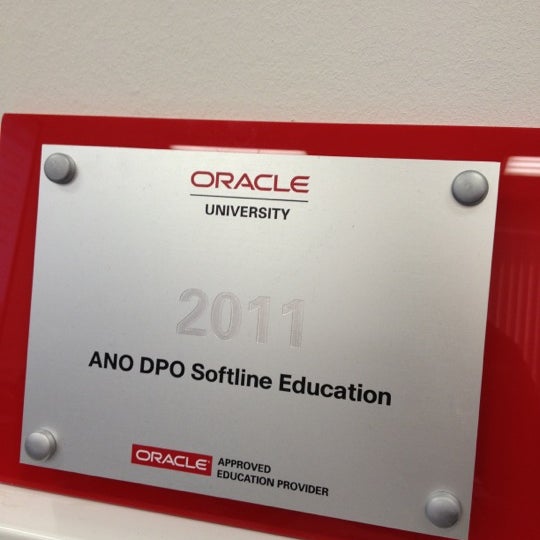 ORACLE
UNIVERSITY
2011
ANO DPO Softline Education
ORACLE APPROVED
EDUCATION PROVIDER